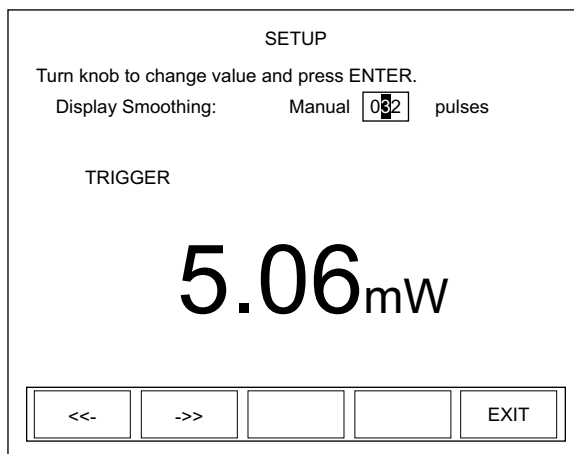 SETUP
Turn knob to change value and press ENTER.
Display Smoothing: Manual 032 pulses
TRIGGER
5.06mW
<<- ->> EXIT